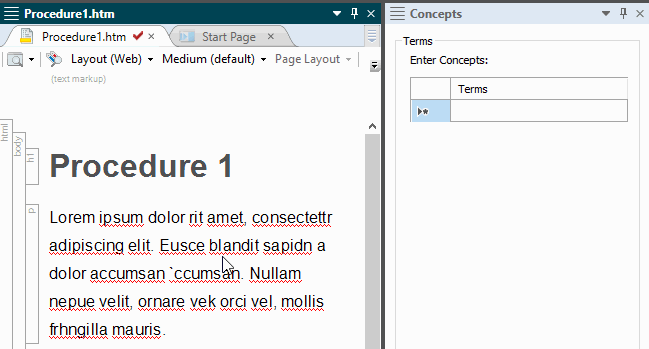 Procedure1.htm
Procedure1.htm Start Page
Layout (Web) Medium (default) Page Layout
(text markup)
html
body
h1
Procedure 1
p
Lorem ipsum dolor rit amet, consectettr
adipiscing elit. Eusce blandit sapidn a
dolor accumsan `ccumsan. Nullam
nepue velit, ornare vek orci vel, mollis
frhngilla mauris.
Concepts
Terms
Enter Concepts:
Terms